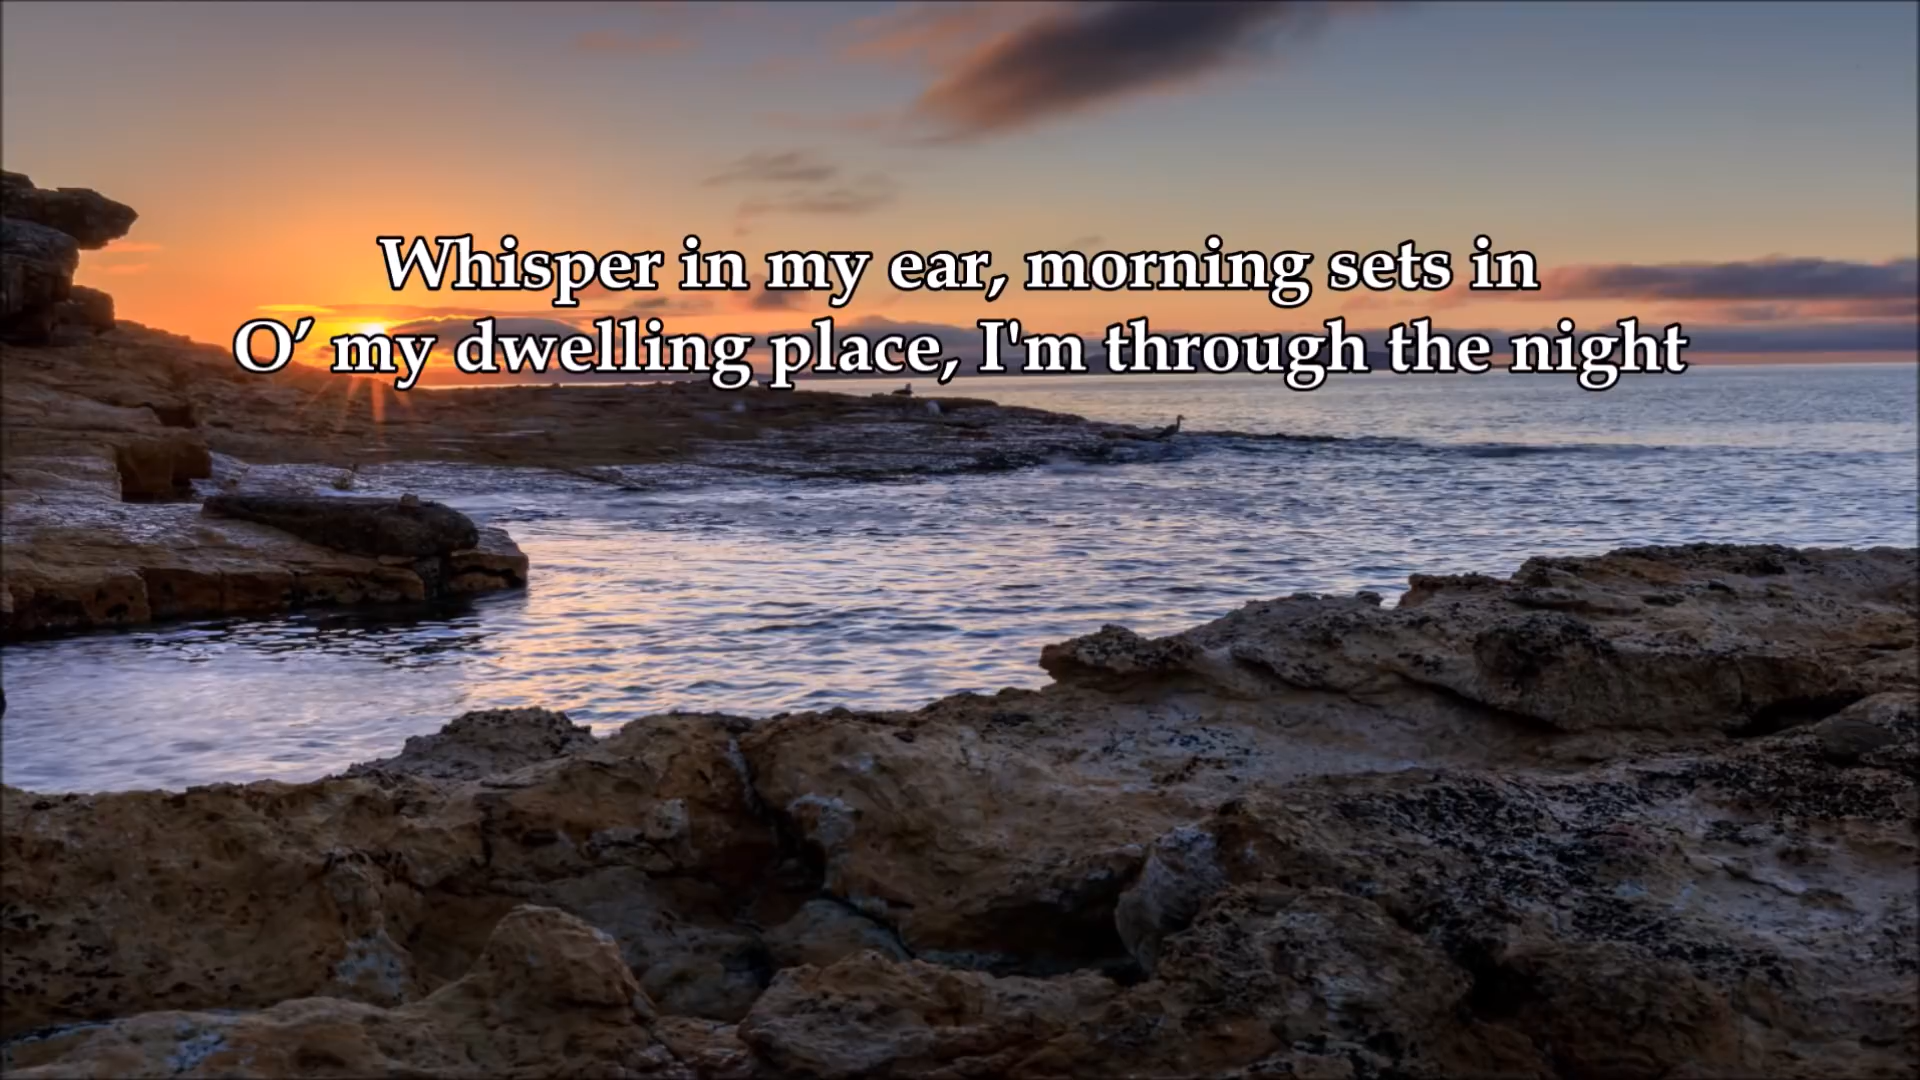 Whisper in my ear, morning sets in
O’ my dwelling place, I'm through the night